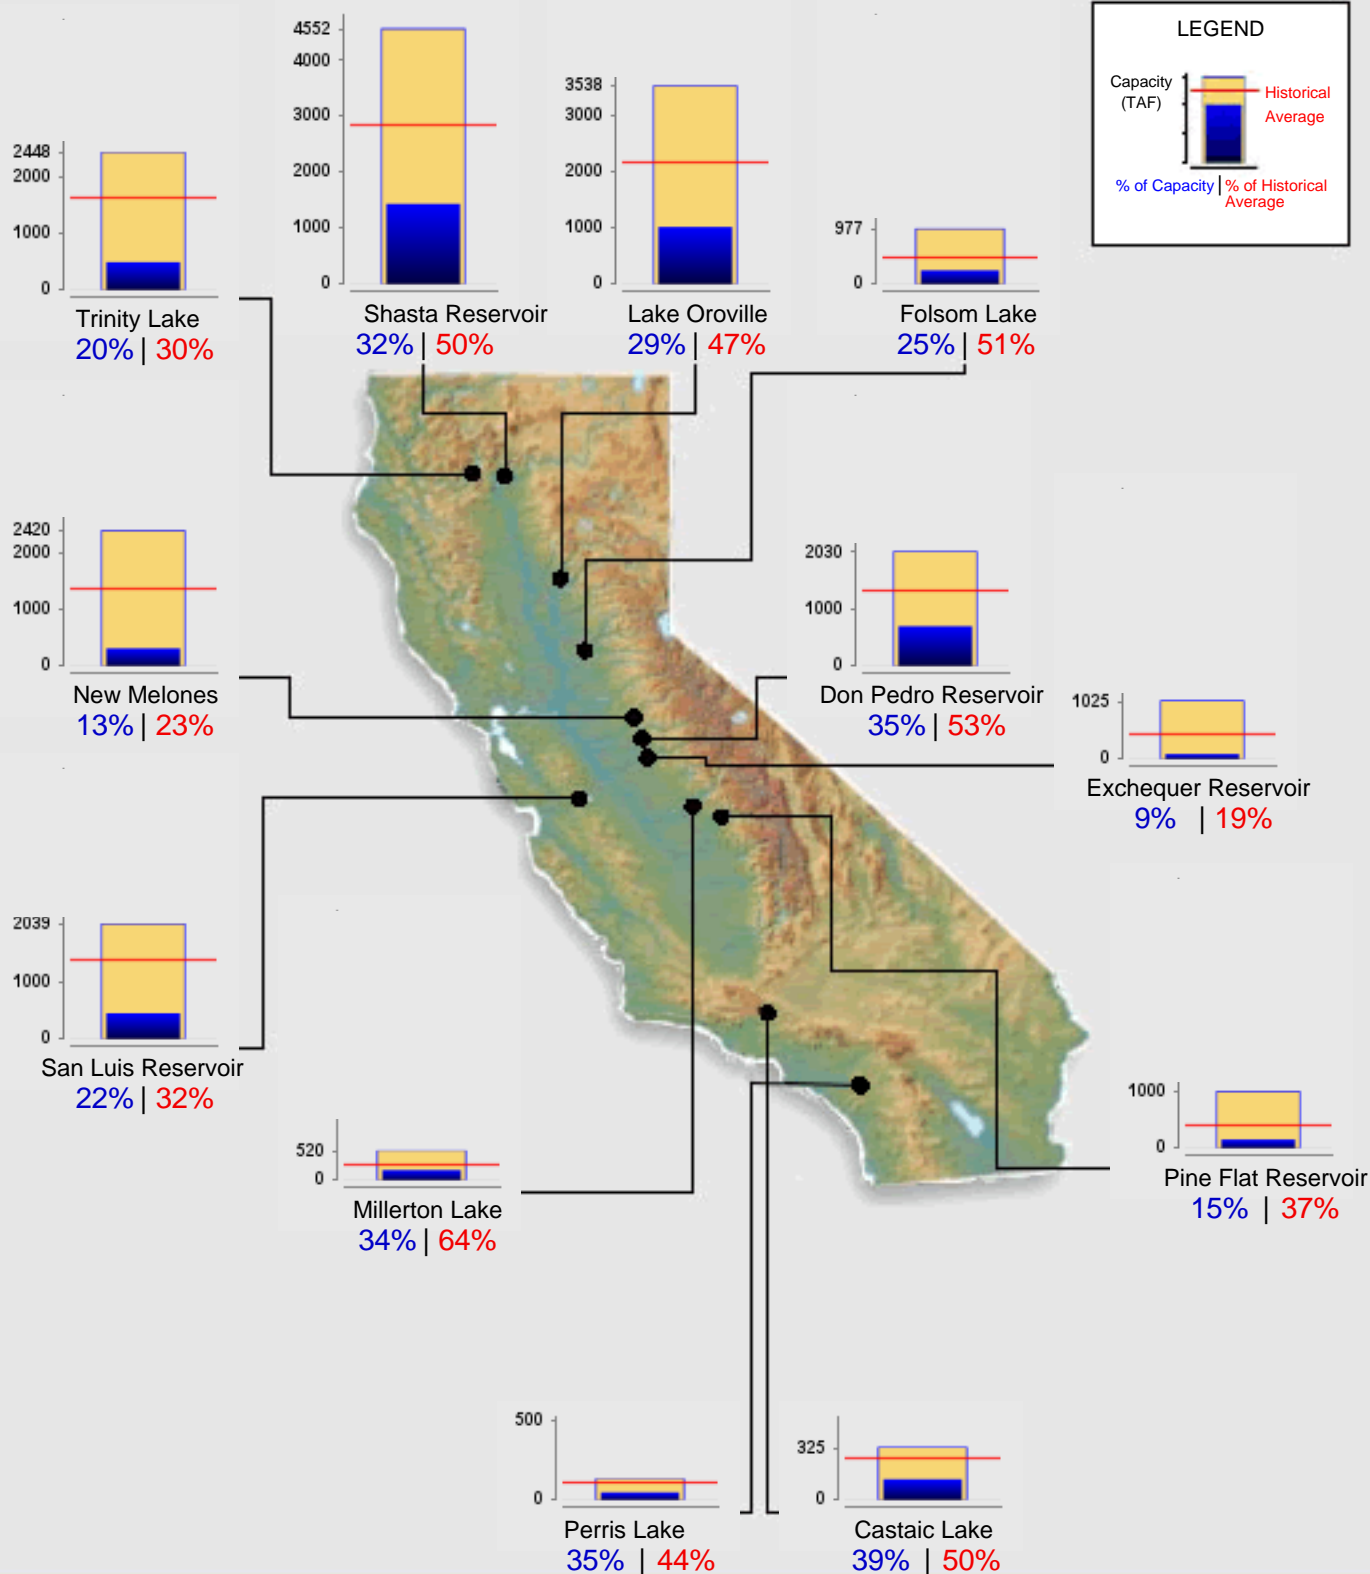 4552
4000
3000
2000
1000
0
Shasta Reservoir
32% | 50%
3538
3000
2000
1000
0
Lake Oroville
29% | 47%
977
0
Folsom Lake
25% | 51%
LEGEND
Capacity
(TAF)
Historical
Average
% of Capacity | % of Historical
Average
2448
2000
1000
0
Trinity Lake
20% | 30%
2420
2000
1000
0
New Melones
13% | 23%
2030
1000
0
Don Pedro Reservoir
35% | 53%
1025
0
Exchequer Reservoir
9% | 19%
2039
1000
0
San Luis Reservoir
22% | 32%
520
0
Millerton Lake
34% | 64%
1000
0
Pine Flat Reservoir
15% | 37%
500
0
Perris Lake
35% | 44%
325
0
Castaic Lake
39% | 50%